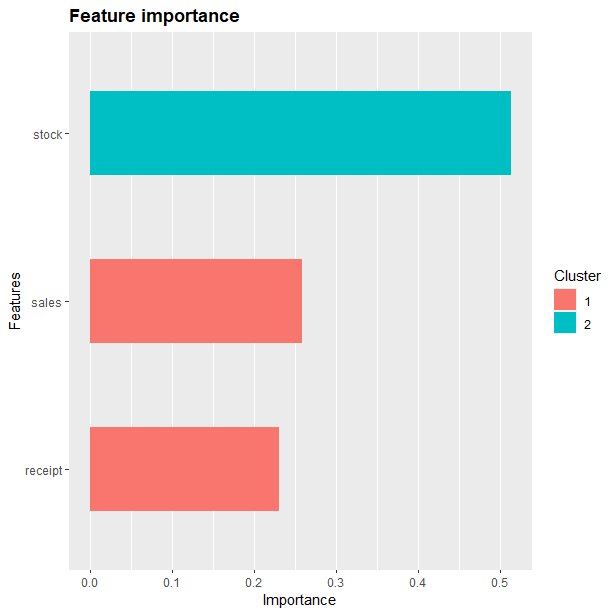 Feature importance
stock
sales
receipt
Features
0.0 0.1 0.2 0.3 0.4 0.5
Importance
Cluster
1
2